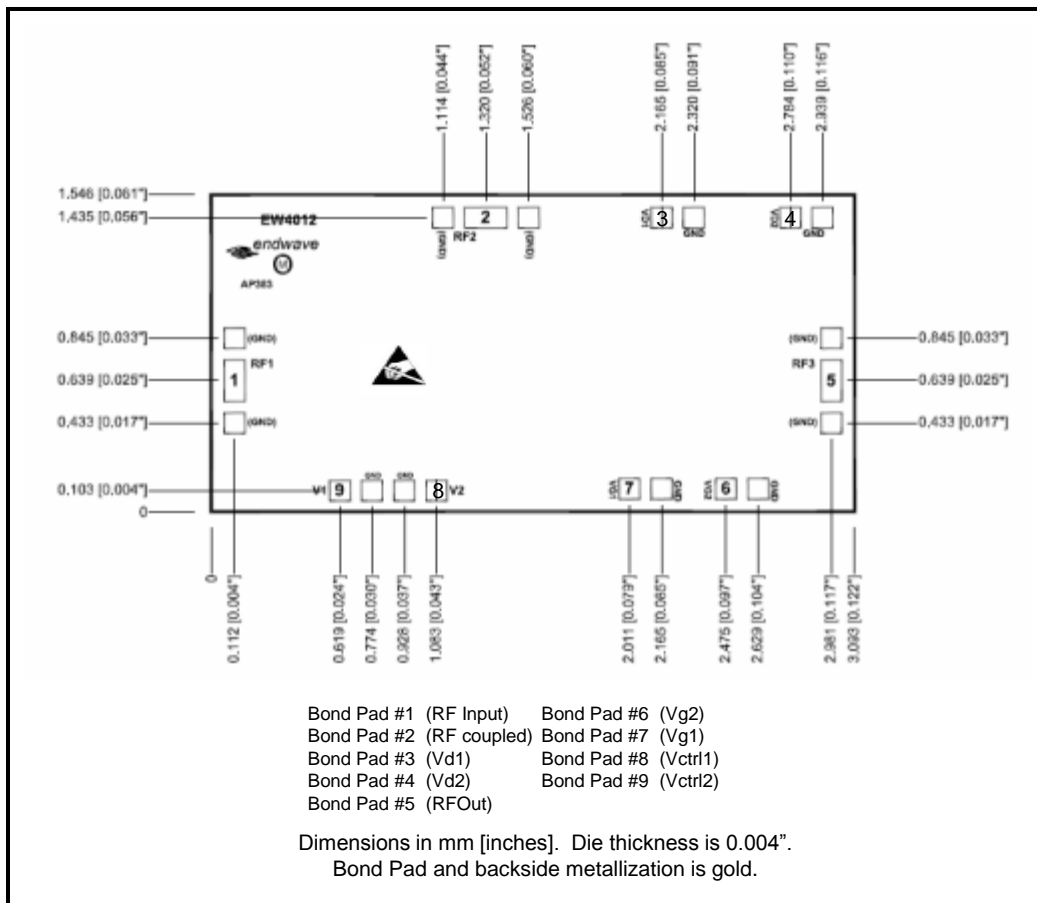 1.114 [0.044"]
1.320 [0.052"]
1.526 [0.060"]
2.165 [0.085"]
2.320 [0.091"]
2.784 [0.110"]
2.939 [0.116"]
1.546 [0.061"]
1,435 [0,056"]
EW4012
endwave
M
AP383
(GND)
2
RF2
(GND)
VD1
3
GND
VD2
4
GND
0.845 [0.033"]
(GND)
(GND)
0.845 [0.033"]
RF1
RF3
0.639 [0.025"]
1
5
0.639 [0.025"]
0,433 [0,017"]
(GND)
(GND)
0,433 [0,017"]
0.103 [0.004"]
V1
9
GND
GND
8
V2
VG1
7
GND
VG2
6
GND
0
0
0.112 [0.004"]
0.619 [0.024"]
0.774 [0.030"]
0.928 [0.037"]
1.083 [0.043"]
2.011 [0.079"]
2.165 [0.085"]
2.475 [0.097"]
2.629 [0,104"]
2.981 [0.117"]
3.093 [0.122"]
Bond Pad #1 (RF Input) Bond Pad #6 (Vg2)
Bond Pad #2 (RF coupled) Bond Pad #7 (Vg1)
Bond Pad #3 (Vd1) Bond Pad #8 (Vctrl1)
Bond Pad #4 (Vd2) Bond Pad #9 (Vctrl2)
Bond Pad #5 (RFOut)
Dimensions in mm [inches]. Die thickness is 0.004”.
Bond Pad and backside metallization is gold.